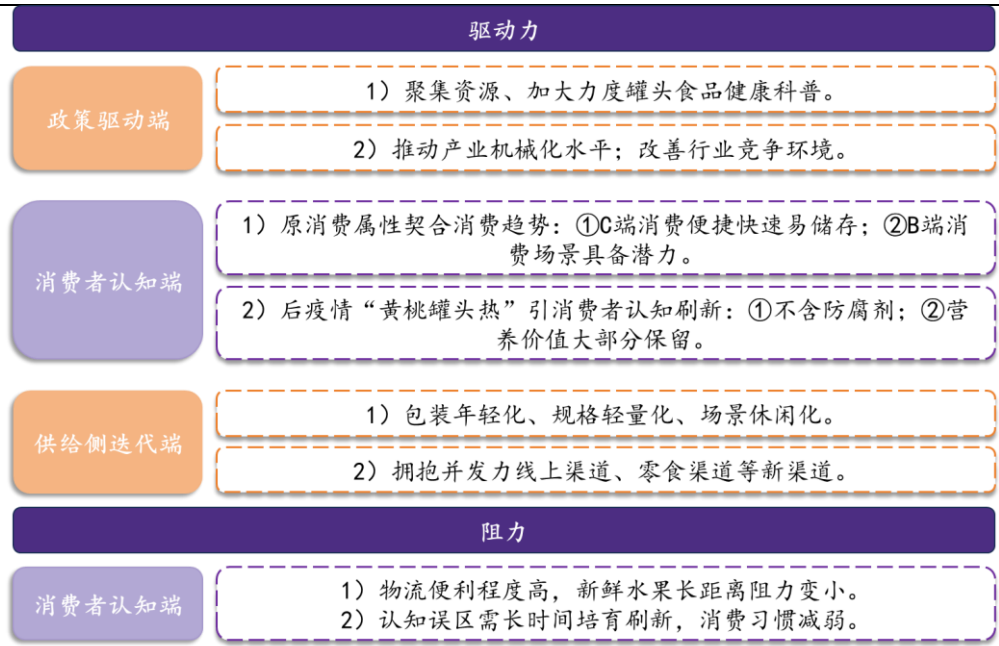 驱动力
政策驱动端
1）聚集资源、加大力度罐头食品健康科普。
2）推动产业机械化水平；改善行业竞争环境。
消费者认知端
1）原消费属性契合消费趋势：①C端消费便捷快速易储存；②B端消
费场景具备潜力。
2）后疫情“黄桃罐头热”引消费者认知刷新：①不含防腐剂；②营
养价值大部分保留。
供给侧迭代端
1）包装年轻化、规格轻量化、场景休闲化。
2）拥抱并发力线上渠道、零食渠道等新渠道。
阻力
消费者认知端
1）物流便利程度高，新鲜水果长距离阻力变小。
2）认知误区需长时间培育刷新，消费习惯减弱。